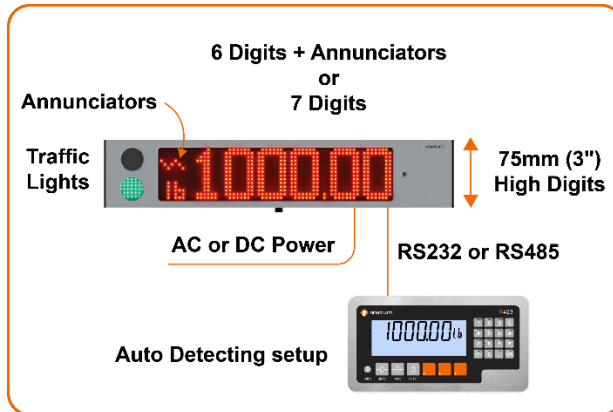 6 Digits + Annunciators
or
7 Digits
Annunciators
Traffic
Lights
1000.00
lb
75mm (3")
High Digits
AC or DC Power
RS232 or RS485
1000.00 lb
Auto Detecting setup